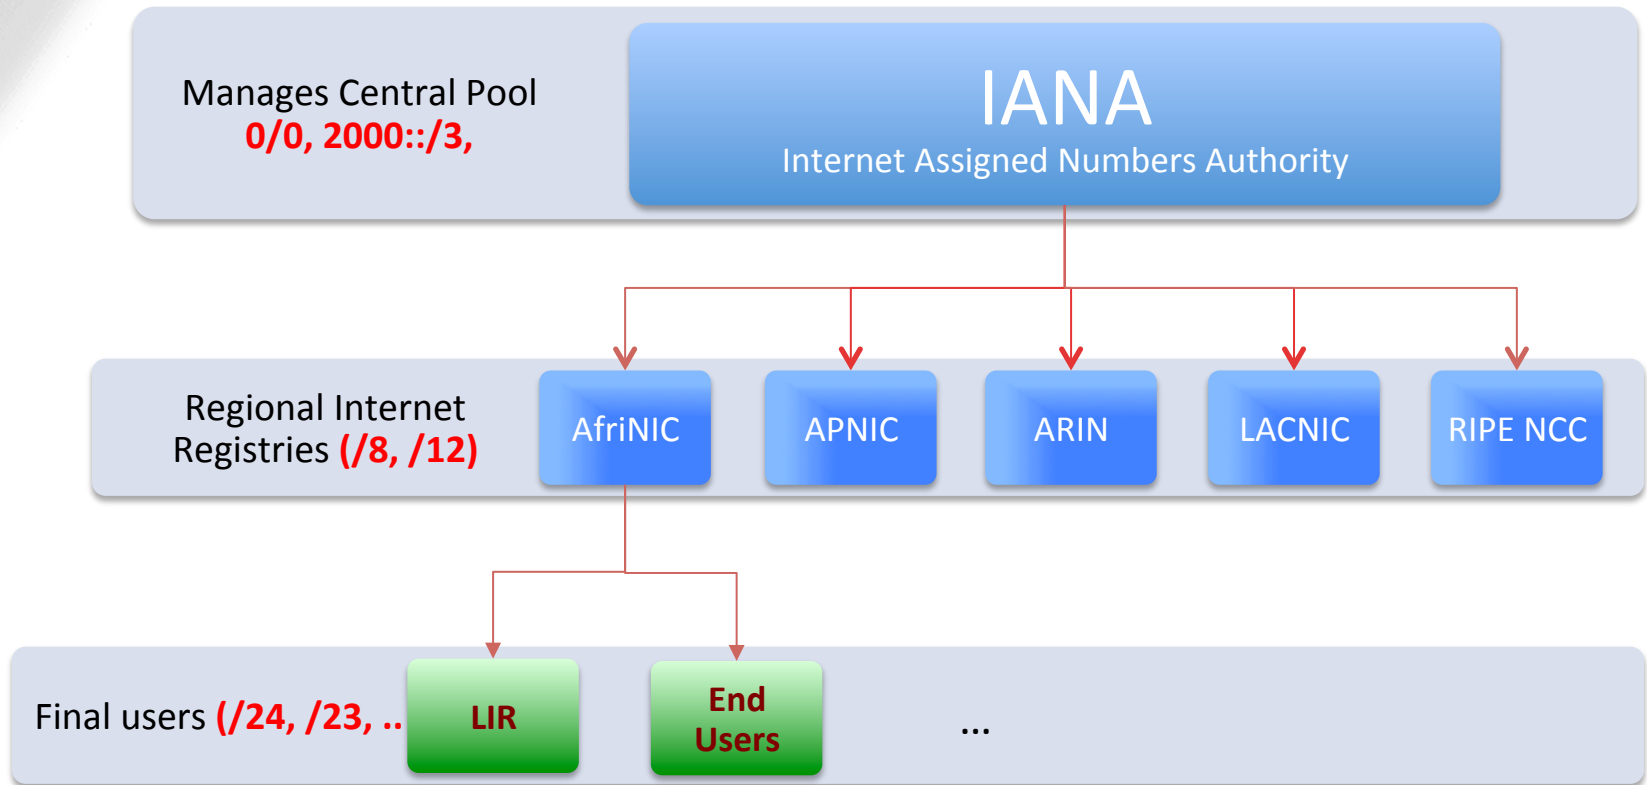 Manages Central Pool
0/0, 2000::/3,
IANA
Internet Assigned Numbers Authority
Regional Internet
Registries (/8, /12)
AfriNIC
APNIC
ARIN
LACNIC
RIPE NCC
Final users (/24, /23, ..
LIR
End
Users
...